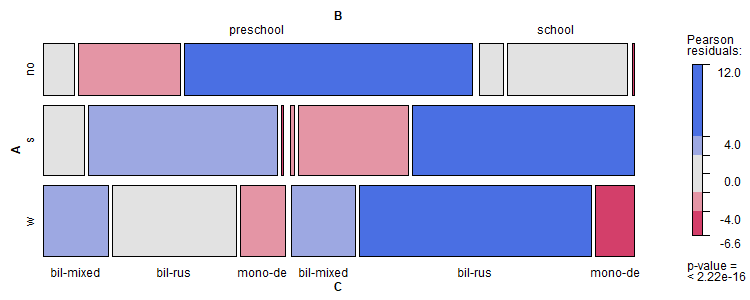 B
preschool school
Pearson
residuals:
no
12.0
s
A
4.0
0.0
w
-4.0
-6.6
bil-mixed bil-rus mono-de bil-mixed bil-rus mono-de
p-value =
< 2.22e-16
C